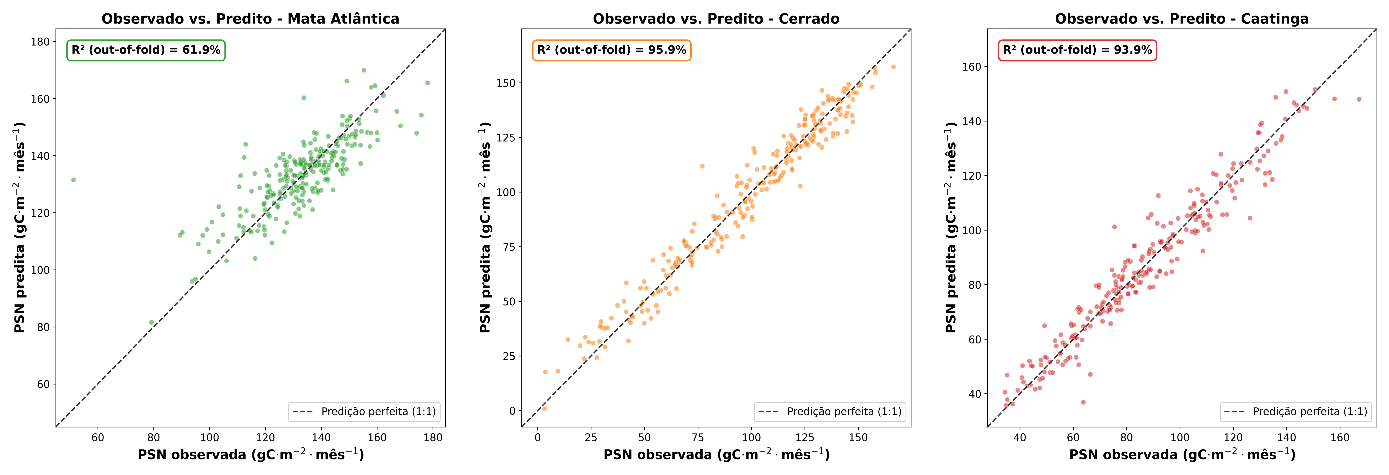 Observado vs. Predito - Mata Atlântica
R² (out-of-fold) = 61.9%
180
160
140
120
100
80
60
PSN predita (gC·m⁻²·mês⁻¹)
60 80 100 120 140 160 180
PSN observada (gC·m⁻²·mês⁻¹)
Predição perfeita (1:1)
Observado vs. Predito - Cerrado
R² (out-of-fold) = 95.9%
150
125
100
75
50
25
0
PSN predita (gC·m⁻²·mês⁻¹)
0 25 50 75 100 125 150
PSN observada (gC·m⁻²·mês⁻¹)
Predição perfeita (1:1)
Observado vs. Predito - Caatinga
R² (out-of-fold) = 93.9%
160
140
120
100
80
60
40
PSN predita (gC·m⁻²·mês⁻¹)
40 60 80 100 120 140 160
PSN observada (gC·m⁻²·mês⁻¹)
Predição perfeita (1:1)